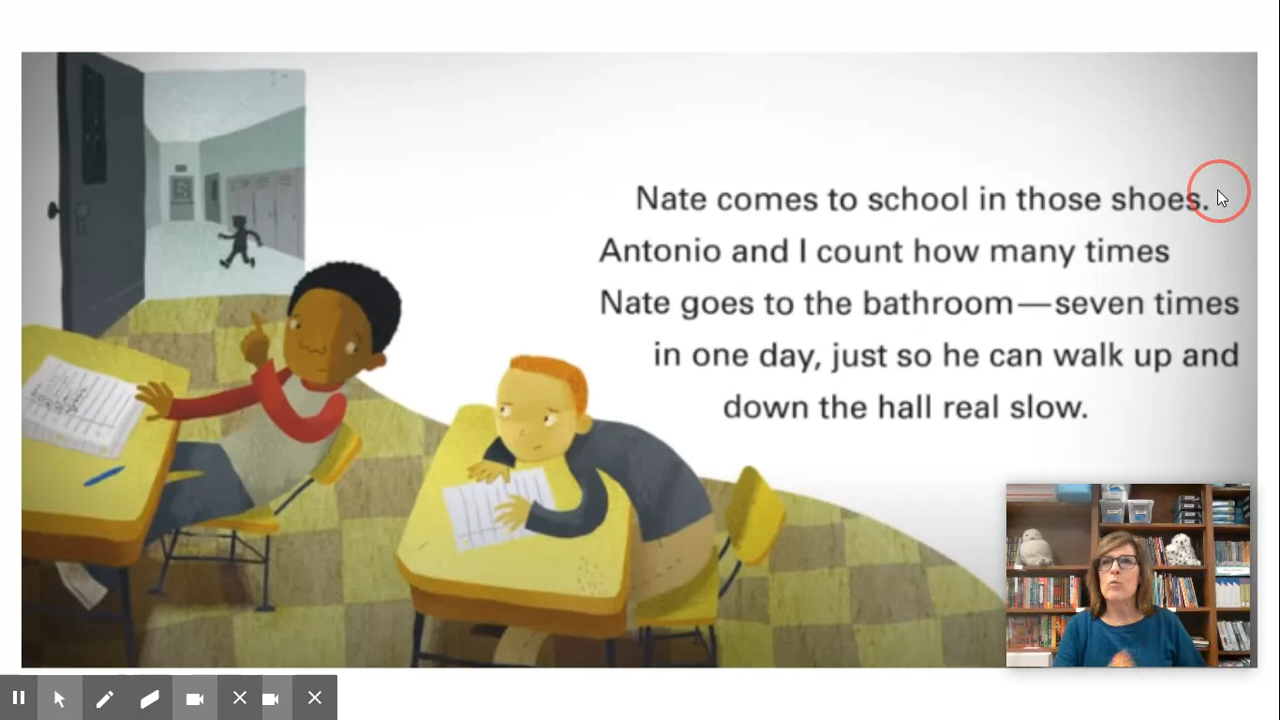 Nate comes to school in those shoes.
Antonio and I count how many times
Nate goes to the bathroom—seven times
in one day, just so he can walk up and
down the hall real slow.